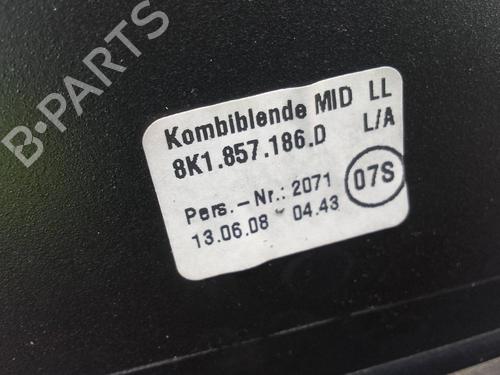 Kombiblende MID LL
8K1.857.186.D L/A
Pers.-Nr.: 2071 07S
13.06.08 04.43
B-PARTS